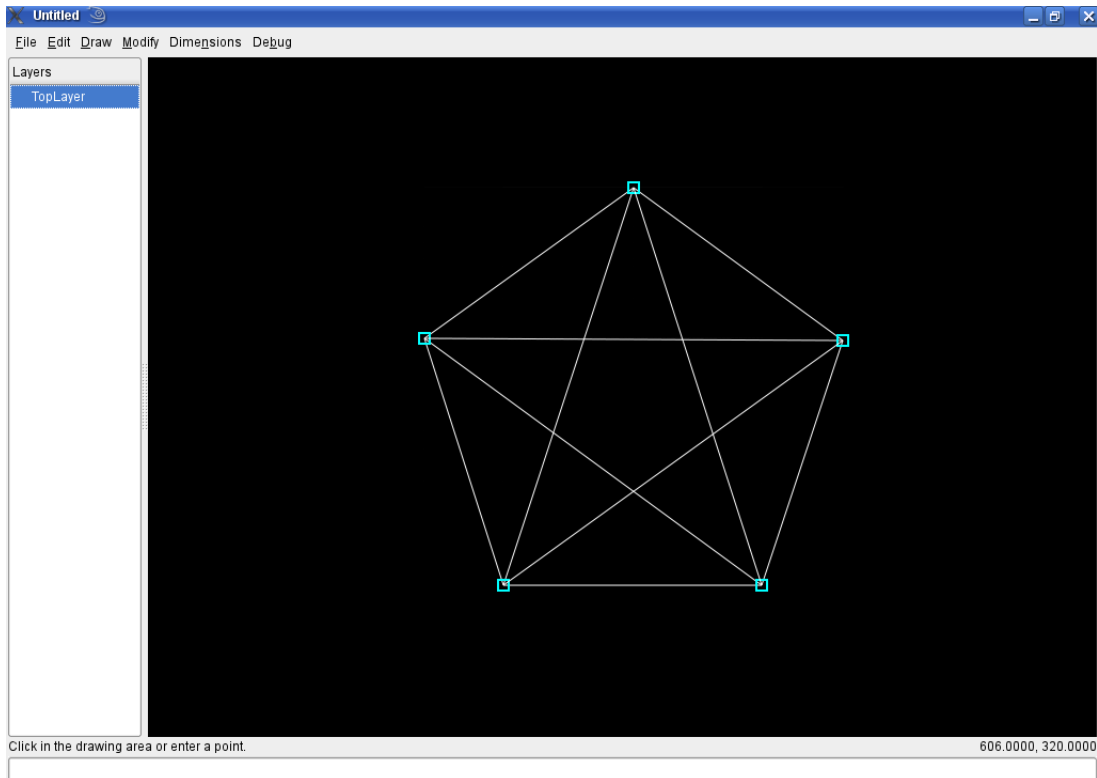 Untitled
File Edit Draw Modify Dimensions Debug
Layers
TopLayer
Click in the drawing area or enter a point.
606.0000, 320.0000